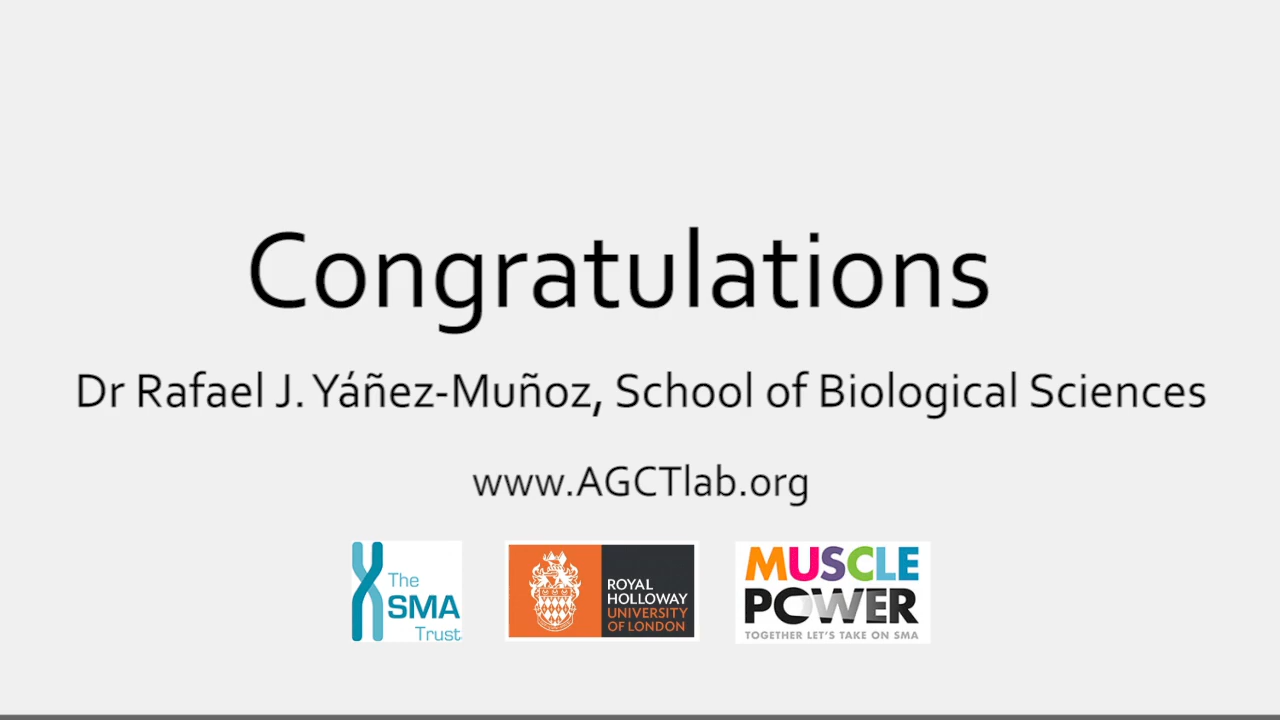 Congratulations
Dr Rafael J. Yáñez-Muñoz, School of Biological Sciences
www.AGCTlab.org
The
SMA
Trust
ROYAL
HOLLOWAY
UNIVERSITY
OF LONDON
MUSCLE
POWER
TOGETHER LET'S TAKE ON SMA